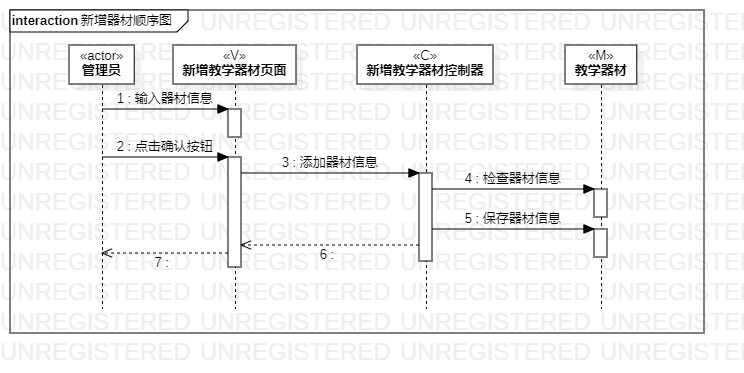 interaction 新增器材顺序图
«actor»
管理员
«V»
新增教学器材页面
«C»
新增教学器材控制器
«M»
教学器材
1 : 输入器材信息
2 : 点击确认按钮
3 : 添加器材信息
4 : 检查器材信息
5 : 保存器材信息
6 :
7 :
UNREGISTERED UNREGISTERED UNREGISTERED UNREGISTERED
UNREGISTERED UNREGISTERED UNREGISTERED UNREGISTERED
UNREGISTERED UNREGISTERED UNREGISTERED UNREGISTERED
UNREGISTERED UNREGISTERED UNREGISTERED UNREGISTERED
UNREGISTERED UNREGISTERED UNREGISTERED UNREGISTERED
UNREGISTERED UNREGISTERED UNREGISTERED UNREGISTERED
UNREGISTERED UNREGISTERED UNREGISTERED UNREGISTERED
UNREGISTERED UNREGISTERED UNREGISTERED UNREGISTERED
UNREGISTERED UNREGISTERED UNREGISTERED UNREGISTERED
UNREGISTERED UNREGISTERED UNREGISTERED UNREGISTERED
UNREGISTERED UNREGISTERED UNREGISTERED UNREGISTERED
UNREGISTERED UNREGISTERED UNREGISTERED UNREGISTERED